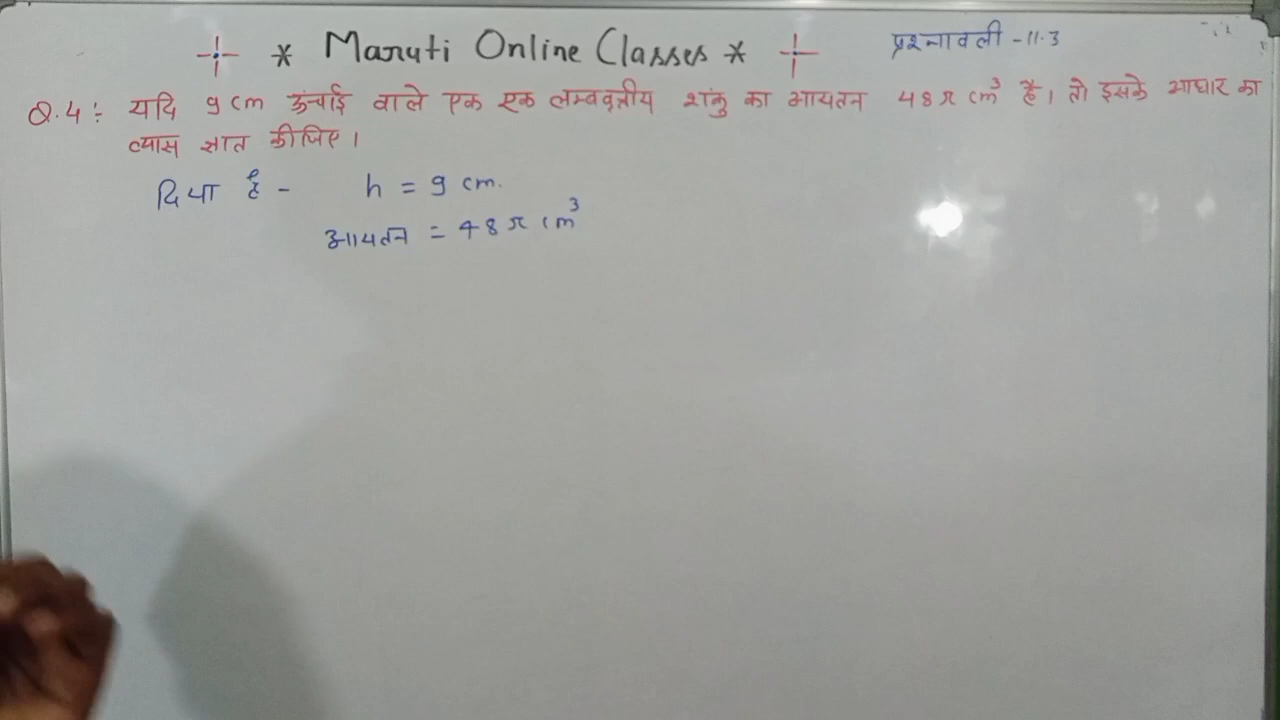 * Maruti Online Classes *
प्रश्नावली - 11.3
Q.4: यदि 9 cm ऊंचाई वाले एक एक लम्बवृत्तीय शंकु का आयतन 48π cm³ है। तो इसके आधार का
व्यास ज्ञात कीजिए।
दिया है - h = 9 cm.
आयतन = 48π cm³